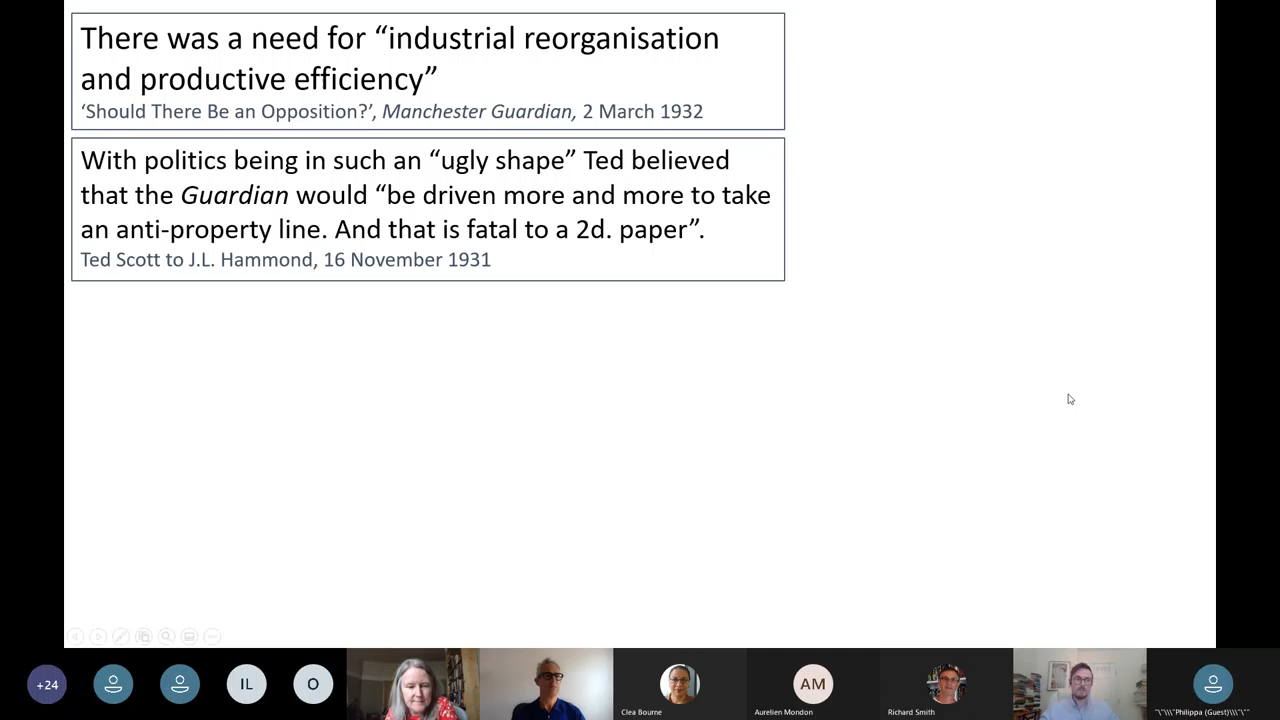 There was a need for “industrial reorganisation
and productive efficiency”
‘Should There Be an Opposition?’, Manchester Guardian, 2 March 1932
With politics being in such an “ugly shape” Ted believed
that the Guardian would “be driven more and more to take
an anti-property line. And that is fatal to a 2d. paper”.
Ted Scott to J.L. Hammond, 16 November 1931
+24
IL
O
Clea Bourne
AM
Aurelien Mondon
Richard Smith
"\"\\\"Philippa (Guest)\\\"\""